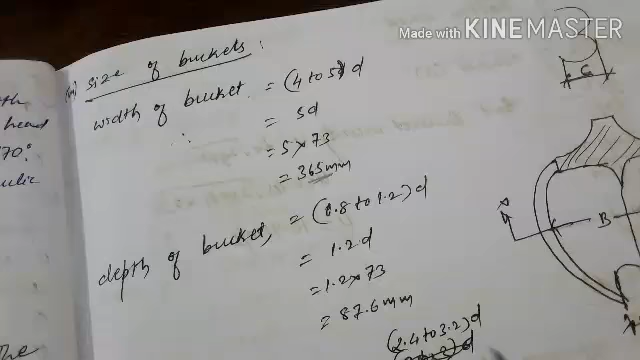 Made with KINEMASTER
(iii) size of buckets :
width of bucket = (4 to 5) d
∴ = 5d
= 5 × 73
= 365 mm
depth of bucket, = (0.8 to 1.2) d
= 1.2 d
= 1.2 × 73
= 87.6 mm
(2.4 to 3.2) d
head
70°.
C
B